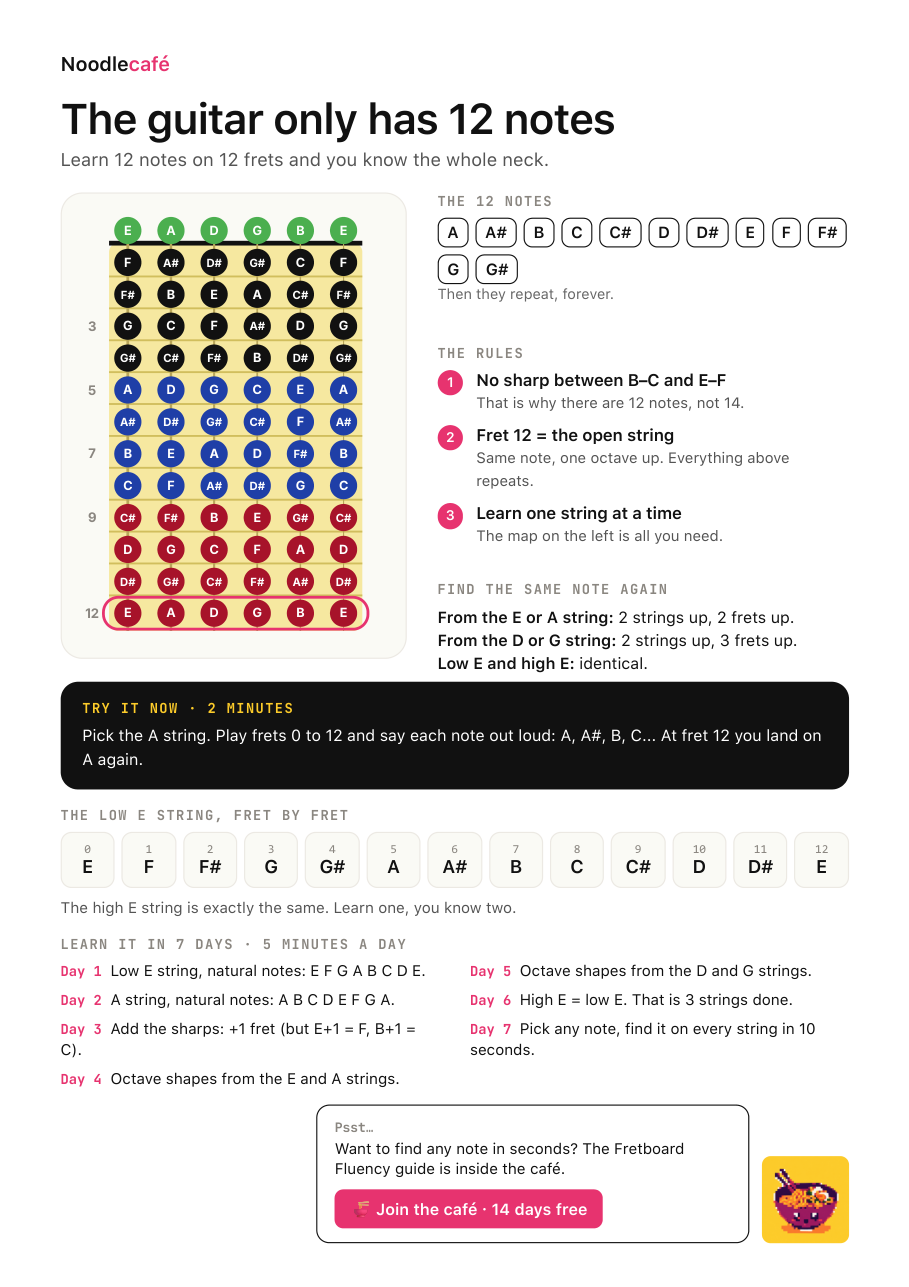 Noodlecafé
The guitar only has 12 notes
Learn 12 notes on 12 frets and you know the whole neck.
E A D G B E
F A# D# G# C F
F# B E A C# F#
3 G C F A# D G
G# C# F# B D# G#
5 A D G C E A
A# D# G# C# F A#
7 B E A D F# B
C F A# D# G C
9 C# F# B E G# C#
D G C F A D
D# G# C# F# A# D#
12 E A D G B E
THE 12 NOTES
A A# B C C# D D# E F F#
G G#
Then they repeat, forever.
THE RULES
1 No sharp between B–C and E–F
That is why there are 12 notes, not 14.
2 Fret 12 = the open string
Same note, one octave up. Everything above
repeats.
3 Learn one string at a time
The map on the left is all you need.
FIND THE SAME NOTE AGAIN
From the E or A string: 2 strings up, 2 frets up.
From the D or G string: 2 strings up, 3 frets up.
Low E and high E: identical.
TRY IT NOW · 2 MINUTES
Pick the A string. Play frets 0 to 12 and say each note out loud: A, A#, B, C... At fret 12 you land on
A again.
THE LOW E STRING, FRET BY FRET
0 1 2 3 4 5 6 7 8 9 10 11 12
E F F# G G# A A# B C C# D D# E
The high E string is exactly the same. Learn one, you know two.
LEARN IT IN 7 DAYS · 5 MINUTES A DAY
Day 1 Low E string, natural notes: E F G A B C D E.
Day 2 A string, natural notes: A B C D E F G A.
Day 3 Add the sharps: +1 fret (but E+1 = F, B+1 =
C).
Day 4 Octave shapes from the E and A strings.
Day 5 Octave shapes from the D and G strings.
Day 6 High E = low E. That is 3 strings done.
Day 7 Pick any note, find it on every string in 10
seconds.
Psst…
Want to find any note in seconds? The Fretboard
Fluency guide is inside the café.
Join the café · 14 days free